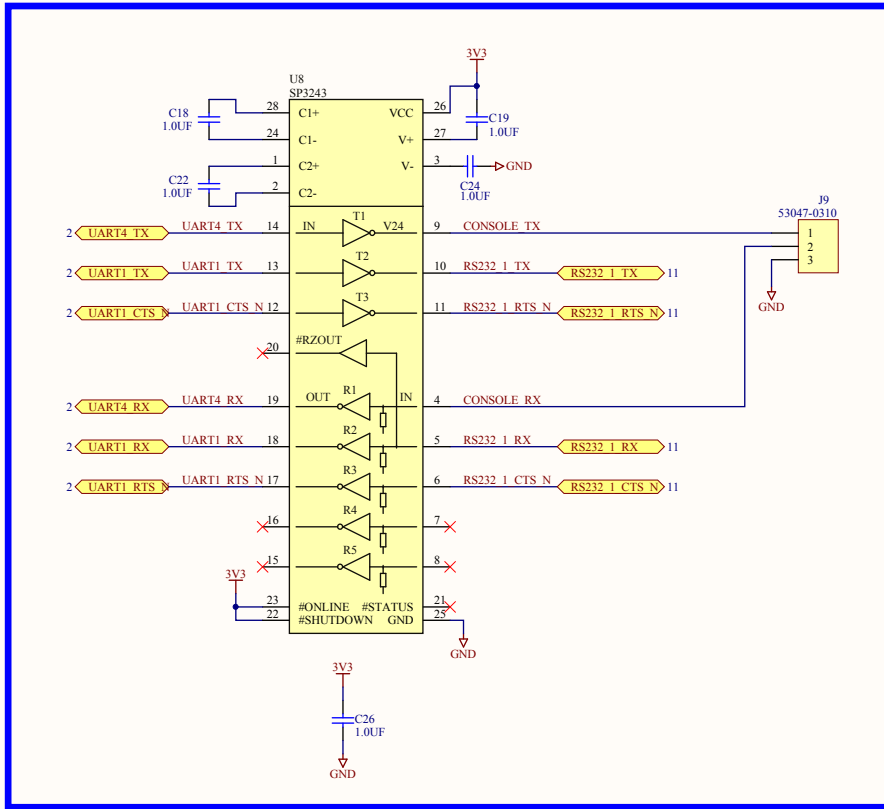 3V3
U8
SP3243
C18
1.0UF
28 C1+ VCC 26
C19
1.0UF
24 C1- V+ 27
1 C2+ V- 3
GND
C22
1.0UF
C24
1.0UF
2 C2-
J9
53047-0310
T1
2 UART4_TX UART4_TX 14 IN V24 9 CONSOLE_TX 1
2
3
T2
2 UART1_TX UART1_TX 13 10 RS232_1_TX RS232_1_TX 11
T3
2 UART1_CTS_N UART1_CTS_N 12 11 RS232_1_RTS_N RS232_1_RTS_N 11
GND
#RZOUT
20
R1
2 UART4_RX UART4_RX 19 OUT IN 4 CONSOLE_RX
R2
2 UART1_RX UART1_RX 18 5 RS232_1_RX RS232_1_RX 11
R3
2 UART1_RTS_N UART1_RTS_N 17 6 RS232_1_CTS_N RS232_1_CTS_N 11
R4
16 7
R5
15 8
3V3
23 #ONLINE #STATUS 21
22 #SHUTDOWN GND 25
GND
3V3
C26
1.0UF
GND